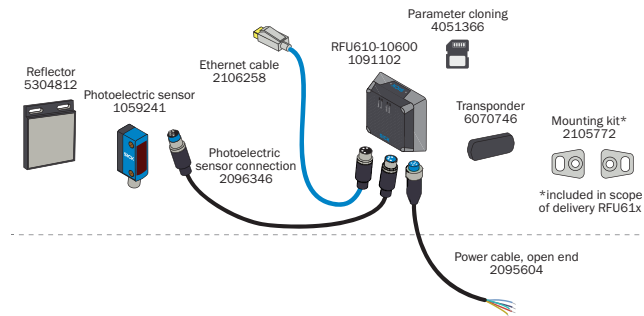 Parameter cloning
4051366
RFU610-10600
1091102
Ethernet cable
2106258
Reflector
5304812
Photoelectric sensor
1059241
Transponder
6070746
Mounting kit*
2105772
Photoelectric
sensor connection
2096346
*included in scope
of delivery RFU61x
Power cable, open end
2095604